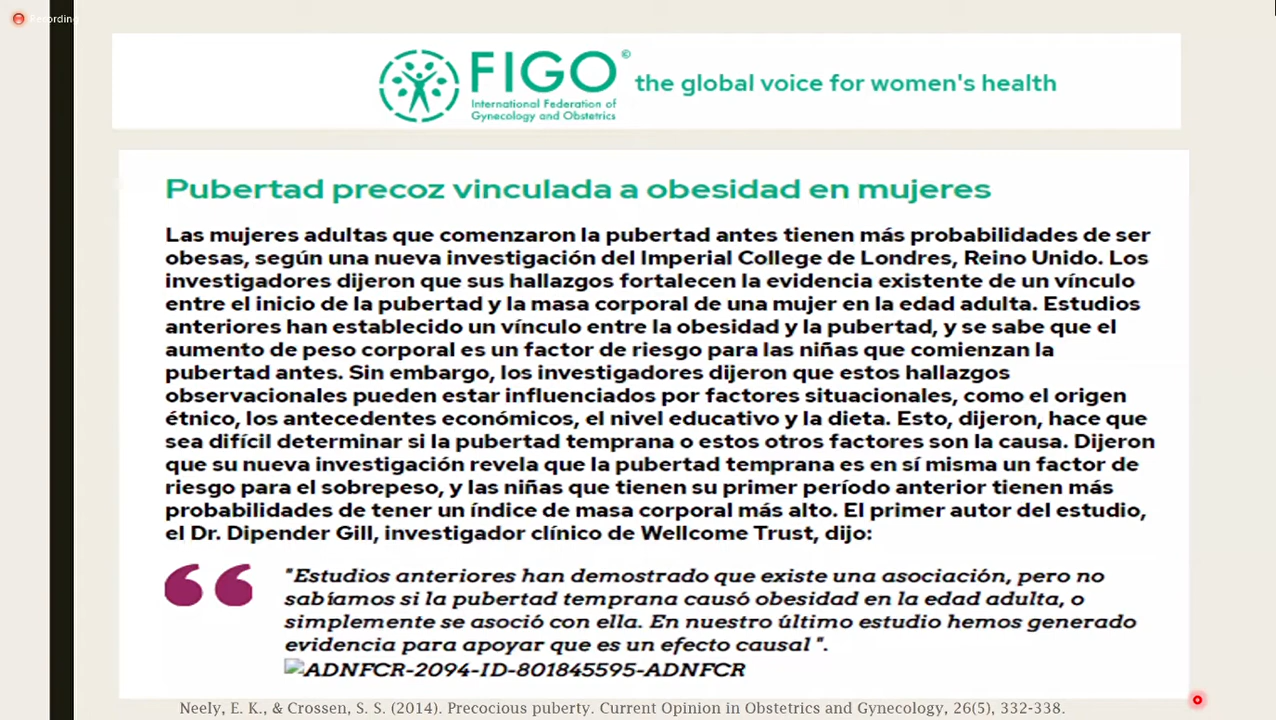 Recording
FIGO©
International Federation of
Gynecology and Obstetrics
the global voice for women's health
Pubertad precoz vinculada a obesidad en mujeres
Las mujeres adultas que comenzaron la pubertad antes tienen más probabilidades de ser
obesas, según una nueva investigación del Imperial College de Londres, Reino Unido. Los
investigadores dijeron que sus hallazgos fortalecen la evidencia existente de un vínculo
entre el inicio de la pubertad y la masa corporal de una mujer en la edad adulta. Estudios
anteriores han establecido un vínculo entre la obesidad y la pubertad, y se sabe que el
aumento de peso corporal es un factor de riesgo para las niñas que comienzan la
pubertad antes. Sin embargo, los investigadores dijeron que estos hallazgos
observacionales pueden estar influenciados por factores situacionales, como el origen
étnico, los antecedentes económicos, el nivel educativo y la dieta. Esto, dijeron, hace que
sea difícil determinar si la pubertad temprana o estos otros factores son la causa. Dijeron
que su nueva investigación revela que la pubertad temprana es en sí misma un factor de
riesgo para el sobrepeso, y las niñas que tienen su primer período anterior tienen más
probabilidades de tener un índice de masa corporal más alto. El primer autor del estudio,
el Dr. Dipender Gill, investigador clínico de Wellcome Trust, dijo:
"Estudios anteriores han demostrado que existe una asociación, pero no
sabíamos si la pubertad temprana causó obesidad en la edad adulta, o
simplemente se asoció con ella. En nuestro último estudio hemos generado
evidencia para apoyar que es un efecto causal ".
ADNFCR-2094-ID-801845595-ADNFCR
Neely, E. K., & Crossen, S. S. (2014). Precocious puberty. Current Opinion in Obstetrics and Gynecology, 26(5), 332-338.